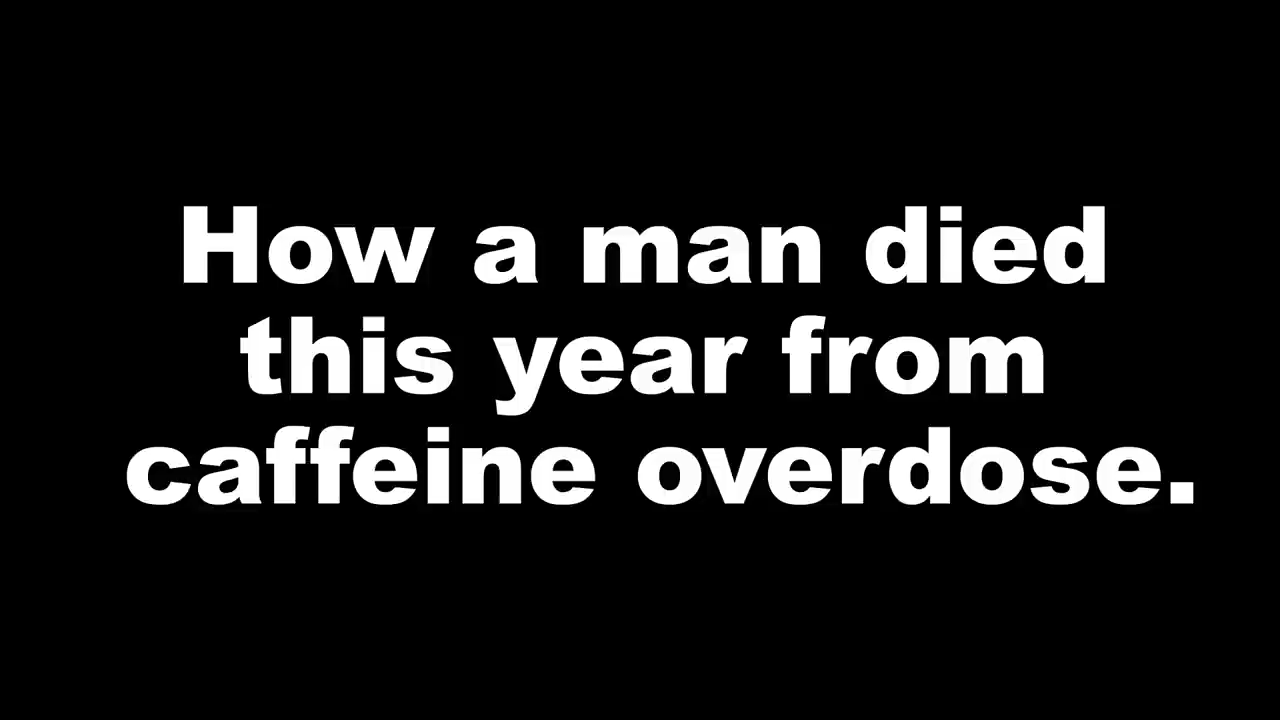 How a man died
this year from
caffeine overdose.